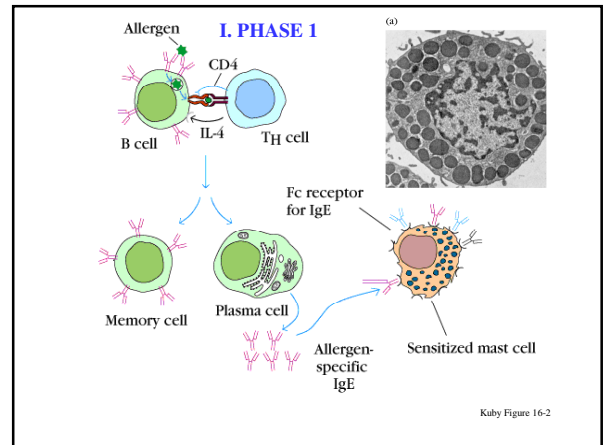 I. PHASE 1
(a)
Allergen
CD4
IL-4
B cell
TH cell
Fc receptor
for IgE
Memory cell
Plasma cell
Allergen-
specific
IgE
Sensitized mast cell
Kuby Figure 16-2